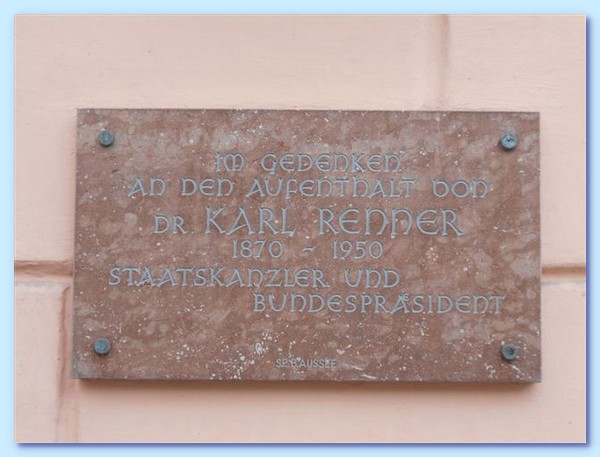 IM GEDENKEN
AN DEN AUFENTHALT VON
DR. KARL RENNER
1870 - 1950
STAATSKANZLER UND
BUNDESPRÄSIDENT